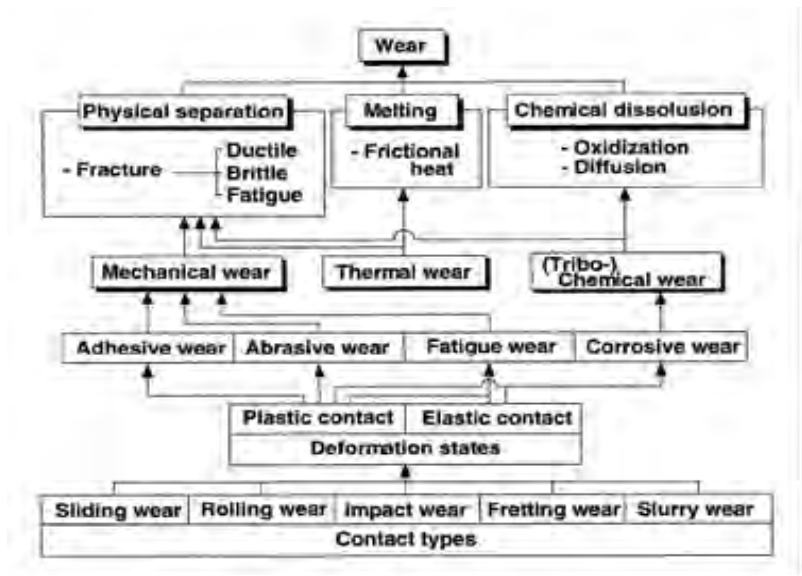 Wear
Physical separation
Melting
Chemical dissolusion
- Fracture
Ductile
Brittle
Fatigue
- Frictional
heat
- Oxidization
- Diffusion
Mechanical wear
Thermal wear
(Tribo-)
Chemical wear
Adhesive wear
Abrasive wear
Fatigue wear
Corrosive wear
Plastic contact
Elastic contact
Deformation states
Sliding wear
Rolling wear
Impact wear
Fretting wear
Slurry wear
Contact types